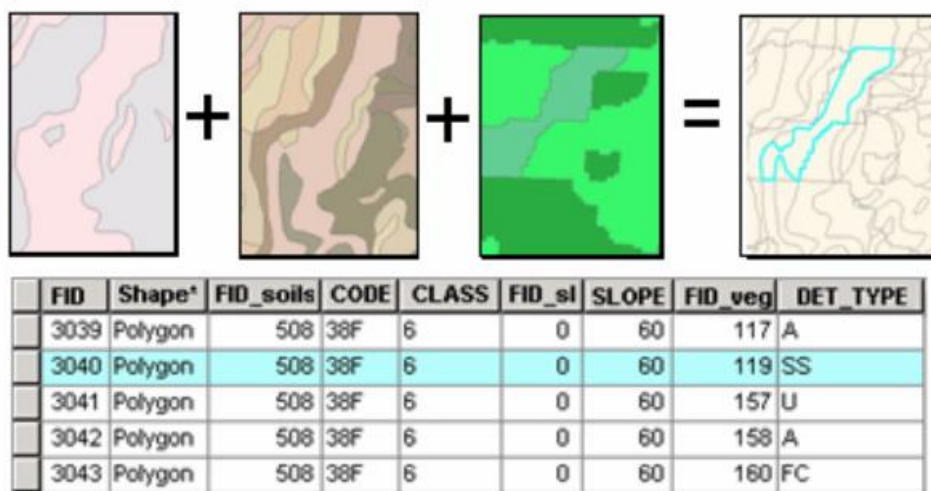 + + =
FID Shape* FID_soils CODE CLASS FID_sl SLOPE FID_veg DET_TYPE
3039 Polygon 508 38F 6 0 60 117 A
3040 Polygon 508 38F 6 0 60 119 SS
3041 Polygon 508 38F 6 0 60 157 U
3042 Polygon 508 38F 6 0 60 158 A
3043 Polygon 508 38F 6 0 60 160 FC